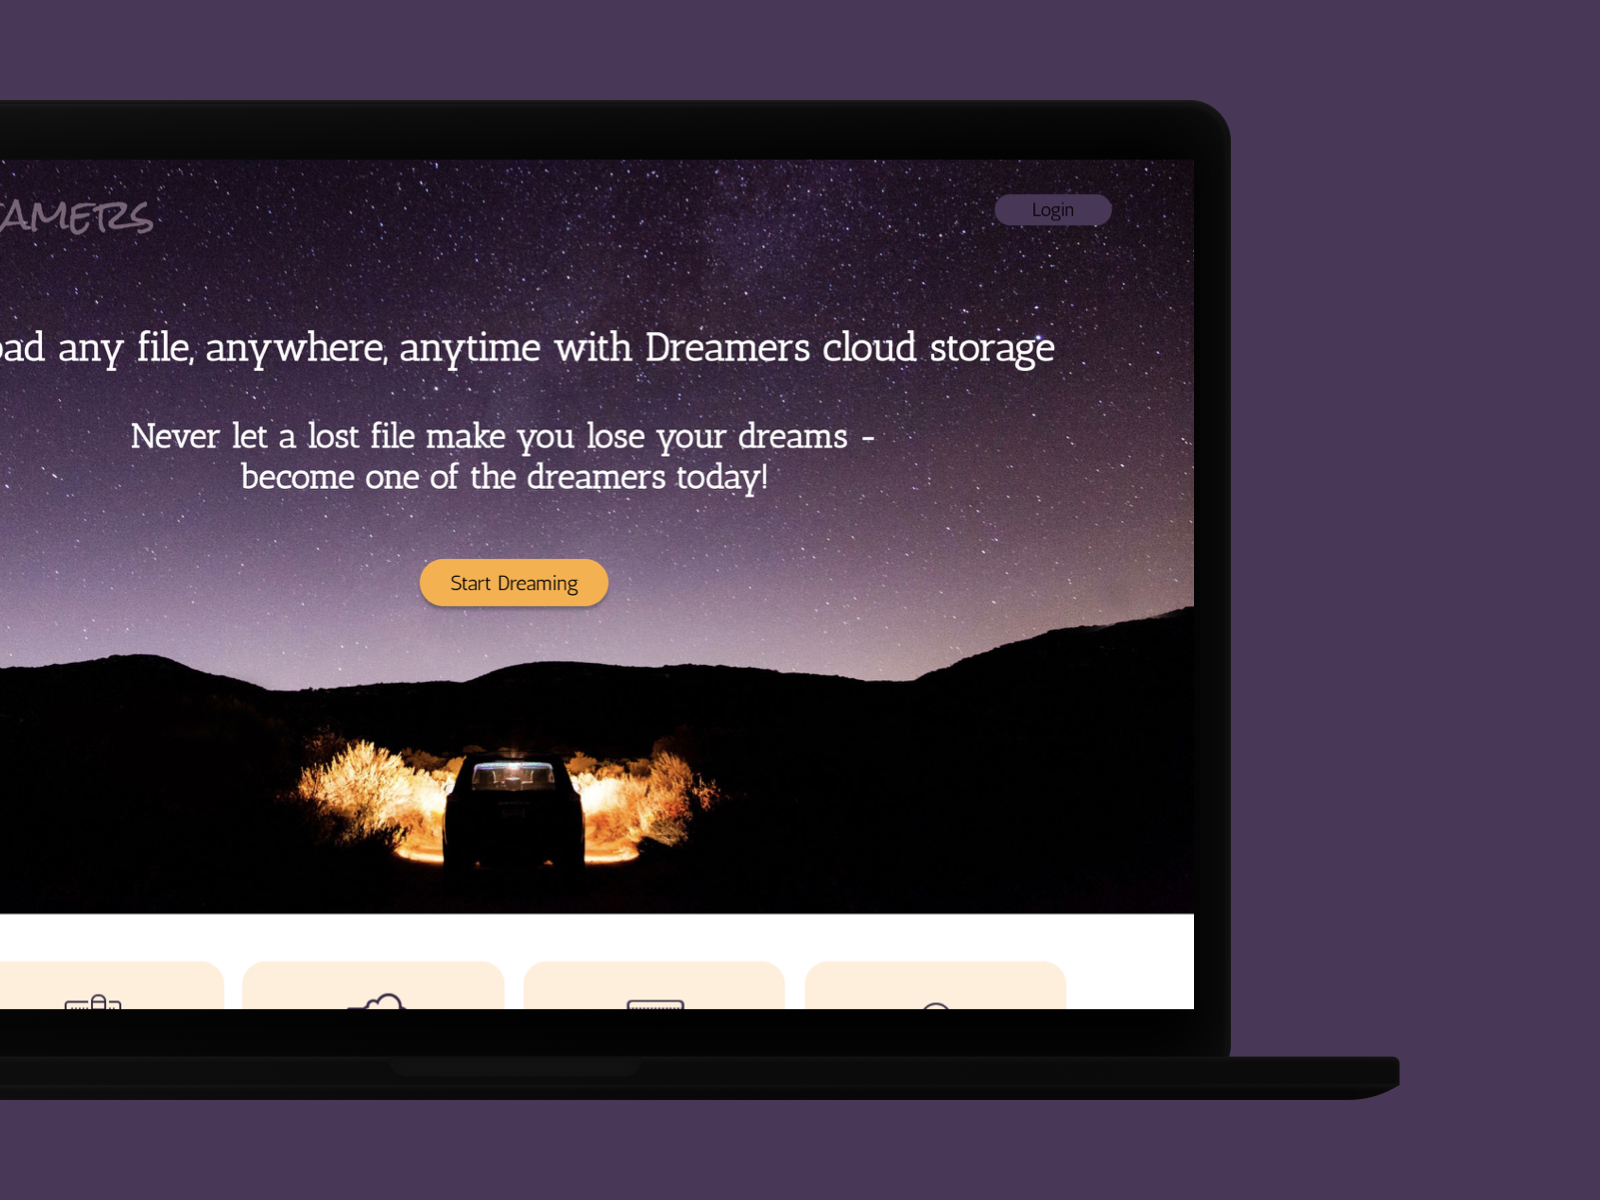 AMERS
Login
any file, anywhere, anytime with Dreamers cloud storage
Never let a lost file make you lose your dreams -
become one of the dreamers today!
Start Dreaming